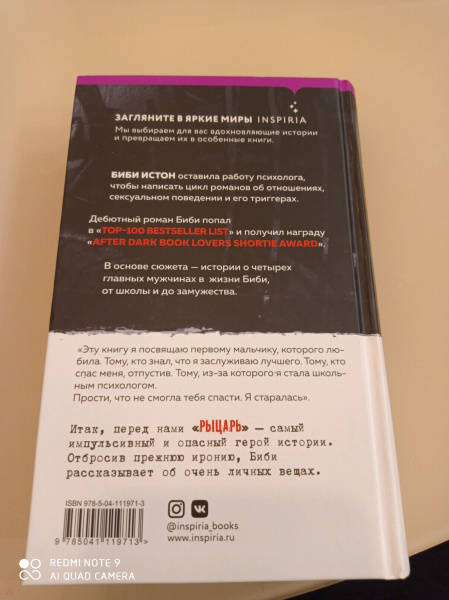 ЗАГЛЯНИТЕ В ЯРКИЕ МИРЫ INSPIRIA
Мы выбираем для вас вдохновляющие истории
и превращаем их в особенные книги.
БИБИ ИСТОН оставила работу психолога,
чтобы написать цикл романов об отношениях,
сексуальном поведении и его триггерах.
Дебютный роман Биби попал
в «TOP-100 BESTSELLER LIST» и получил награду
«AFTER DARK BOOK LOVERS SHORTIE AWARD».
В основе сюжета — истории о четырех
главных мужчинах в жизни Биби,
от школы и до замужества.
«Эту книгу я посвящаю первому мальчику, которого лю-
била. Тому, кто знал, что я заслуживаю лучшего. Тому, кто
спас меня, отпустив. Тому, из-за которого я стала школь-
ным психологом.
Прости, что не смогла тебя спасти. Я старалась».
Итак, перед нами «РЫЦАРЬ» — самый
импульсивный и опасный герой истории.
Отбросив прежнюю иронию, Биби
рассказывает об очень личных вещах.
ISBN 978-5-04-111971-3
9 785041 119713 >
@inspiria_books
www.inspiria.ru
REDMI NOTE 9
AI QUAD CAMERA